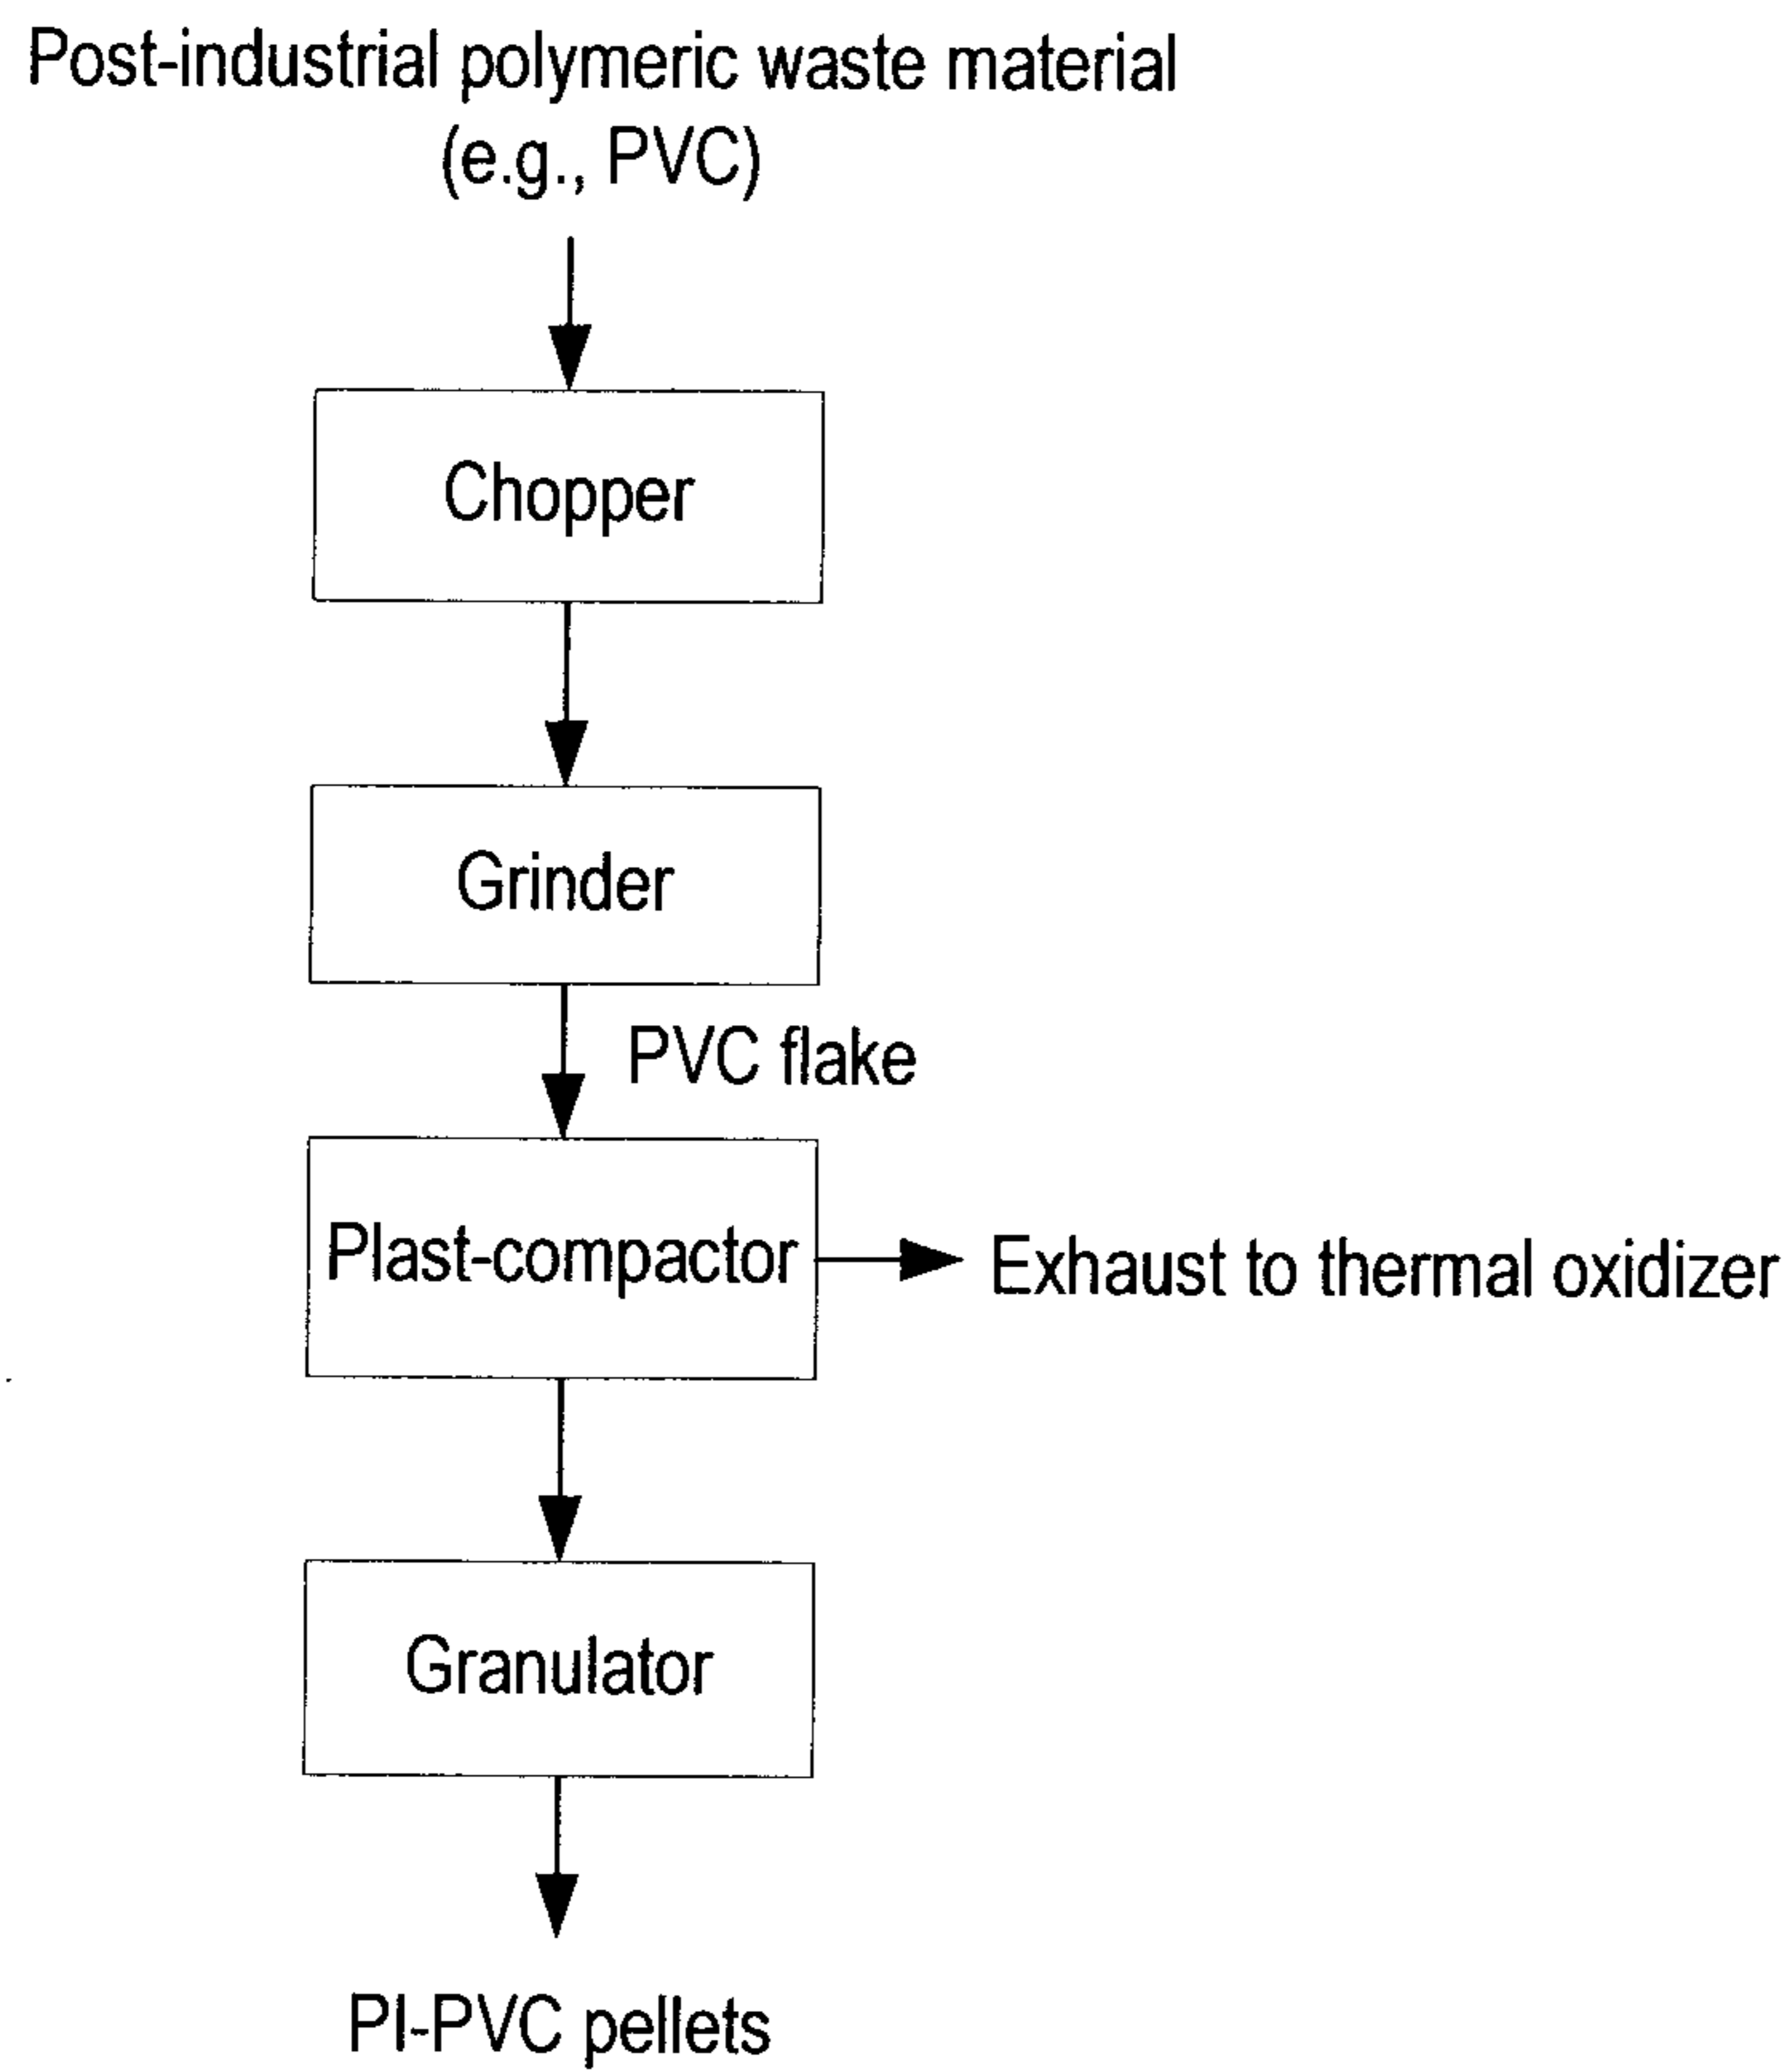 Post-industrial polymeric waste material
(e.g., PVC)
Chopper
Grinder
PVC flake
Plast-compactor
Exhaust to thermal oxidizer
Granulator
PI-PVC pellets